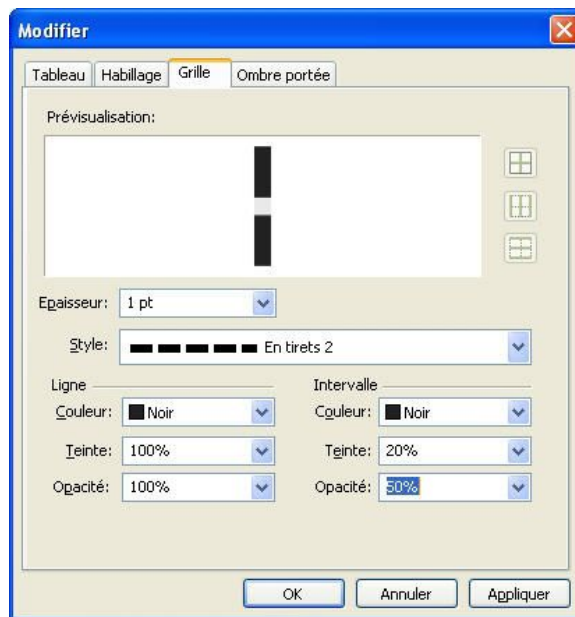 Modifier
Tableau Habillage Grille Ombre portée
Prévisualisation:
Epaisseur: 1 pt
Style: En tirets 2
Ligne Intervalle
Couleur: Noir Couleur: Noir
Teinte: 100% Teinte: 20%
Opacité: 100% Opacité: 50%
OK Annuler Appliquer